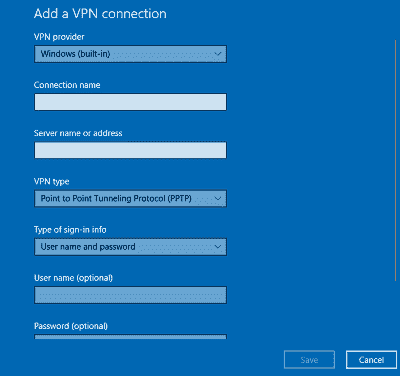 Add a VPN connection
VPN provider
Windows (built-in)
Connection name
Server name or address
VPN type
Point to Point Tunneling Protocol (PPTP)
Type of sign-in info
User name and password
User name (optional)
Password (optional)
Save
Cancel